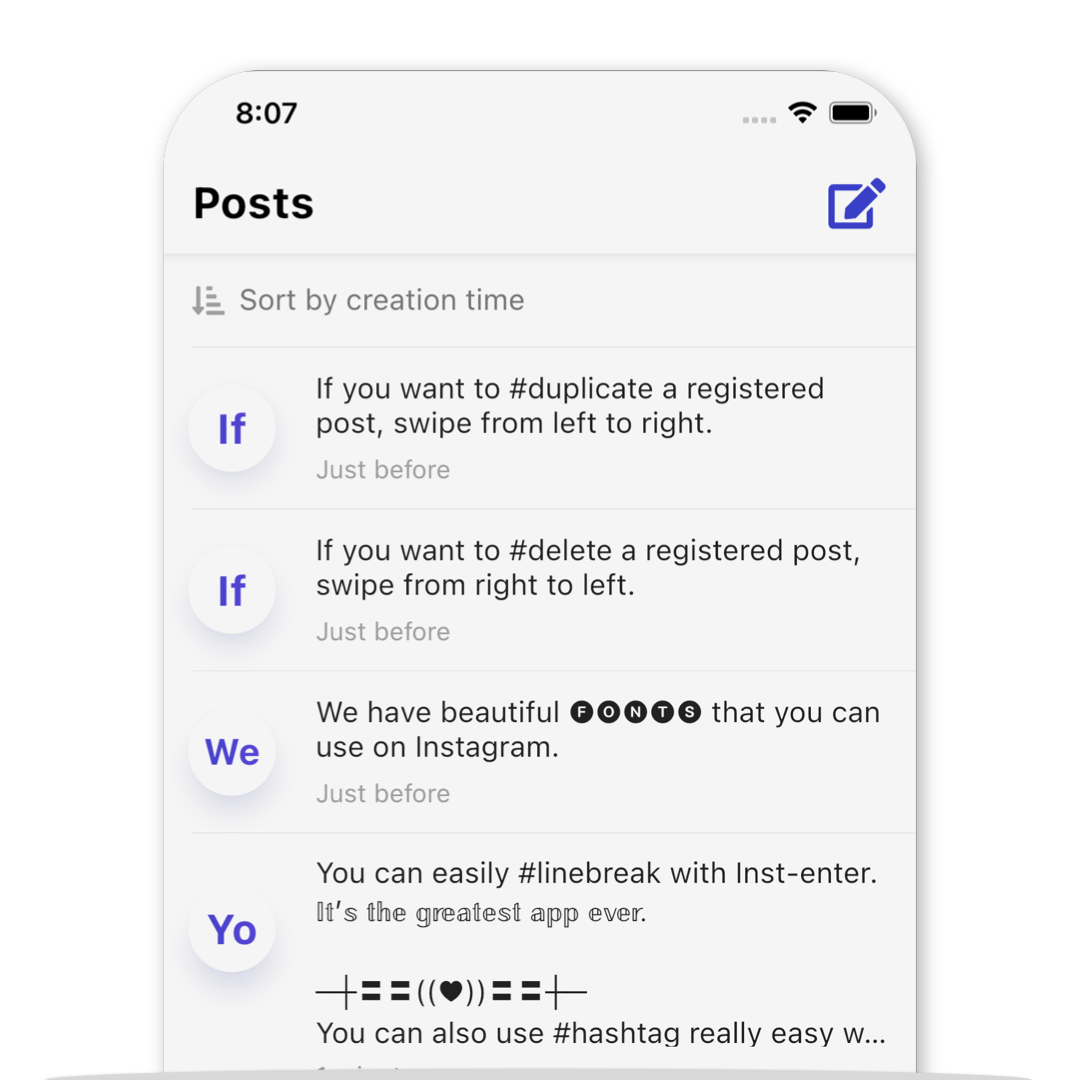 8:07
Posts
Sort by creation time
If
If you want to #duplicate a registered
post, swipe from left to right.
Just before
If
If you want to #delete a registered post,
swipe from right to left.
Just before
We
We have beautiful 🅕🅞🅝🅣🅢 that you can
use on Instagram.
Just before
Yo
You can easily #linebreak with Inst-enter.
𝕀𝕥’𝕤 𝕥𝕙𝕖 𝕘𝕣𝕖𝕒𝕥𝕖𝕤𝕥 𝕒𝕡𝕡 𝕖𝕧𝕖𝕣.
─┼〓〓((♥))〓〓┼─
You can also use #hashtag really easy w...